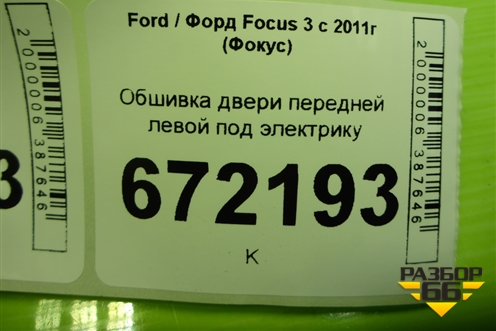 Ford / Форд Focus 3 с 2011г
(Фокус)
Обшивка двери передней
левой под электрику
672193
К
2000006 387646
2000006 387646
3
РАЗБОР
66